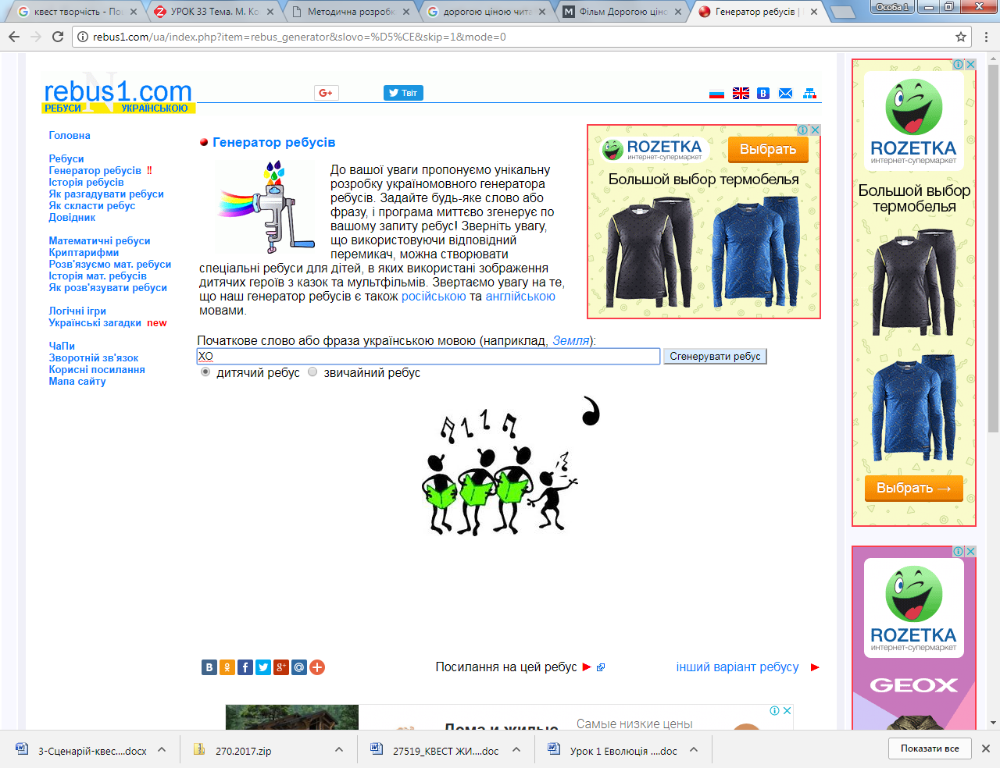 квест творчість - Пош
УРОК 33 Тема. М. Ко
Методична розробк
дорогою ціною чита
Фільм Дорогою ціно
Генератор ребусів |
Особа 1
rebus1.com/ua/index.php?item=rebus_generator&slovo=%D5%CE&skip=1&mode=0
N
rebus1.com
РЕБУСИ УКРАЇНСЬКОЮ
G+
Твіт
B
Головна
Ребуси
Генератор ребусів !!
Історія ребусів
Як разгадувати ребуси
Як скласти ребус
Довідник
Математичні ребуси
Криптарифми
Розв'язуємо мат. ребуси
Історія мат. ребусів
Як розв'язувати ребуси
Логічні ігри
Українські загадки new
ЧаПи
Зворотній зв'язок
Корисні посилання
Мапа сайту
Генератор ребусів
До вашої уваги пропонуємо унікальну
розробку україномовного генератора
ребусів. Задайте будь-яке слово або
фразу, і програма миттєво згенерує по
вашому запиту ребус! Зверніть увагу,
що використовуючи відповідний
перемикач, можна створювати
спеціальні ребуси для дітей, в яких використані зображення
дитячих героїв з казок та мультфільмів. Звертаємо увагу на те,
що наш генератор ребусів є також російською та англійською
мовами.
ROZETKA
интернет-супермаркет
Выбрать
Большой выбор термобелья
Початкове слово або фраза українською мовою (наприклад, Земля):
ХО
Сгенерувати ребус
дитячий ребус звичайний ребус
,
B
f
g+
@
Посилання на цей ребус
інший варіант ребусу
Дома и жилые
Самые низкие цены
ROZETKA
интернет-супермаркет
Большой выбор
термобелья
Выбрать →
ROZETKA
интернет-супермаркет
GEOX
3-Сценарій-квес....docx
270.2017.zip
27519_КВЕСТ ЖИ....doc
Урок 1 Еволюція ....doc
Показати все